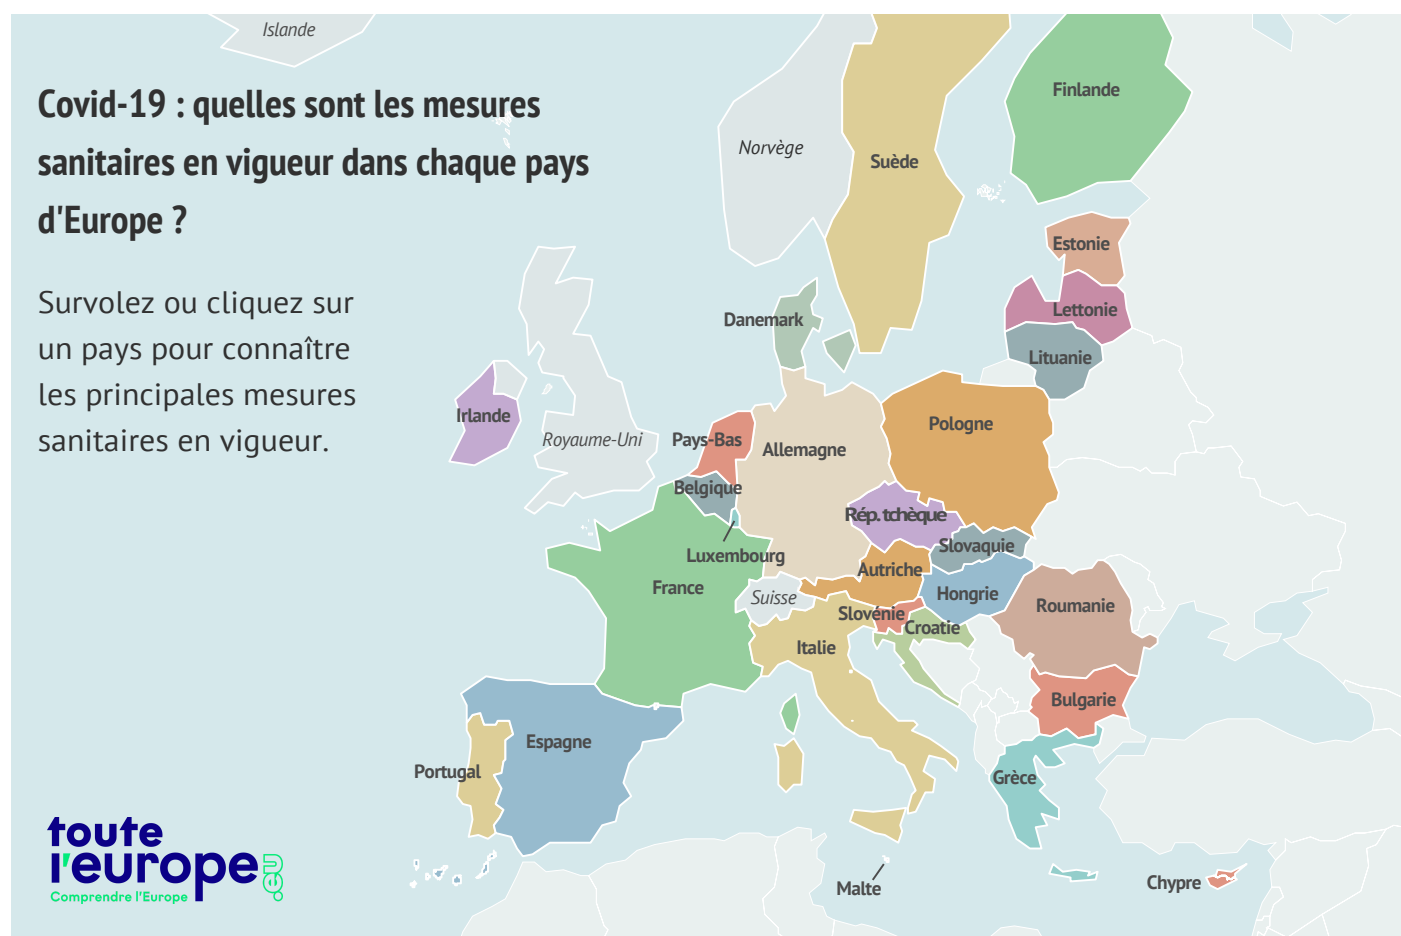 Islande
Covid-19 : quelles sont les mesures
sanitaires en vigueur dans chaque pays
d'Europe ?
Survolez ou cliquez sur
un pays pour connaître
les principales mesures
sanitaires en vigueur.
Finlande
Norvège
Suède
Estonie
Lettonie
Danemark
Lituanie
Irlande
Royaume-Uni
Pays-Bas
Allemagne
Pologne
Belgique
Rép. tchèque
Luxembourg
Slovaquie
Autriche
France
Suisse
Hongrie
Roumanie
Slovénie
Croatie
Italie
Bulgarie
Espagne
Portugal
Grèce
Malte
Chypre
toute
l'europe.eu
Comprendre l'Europe